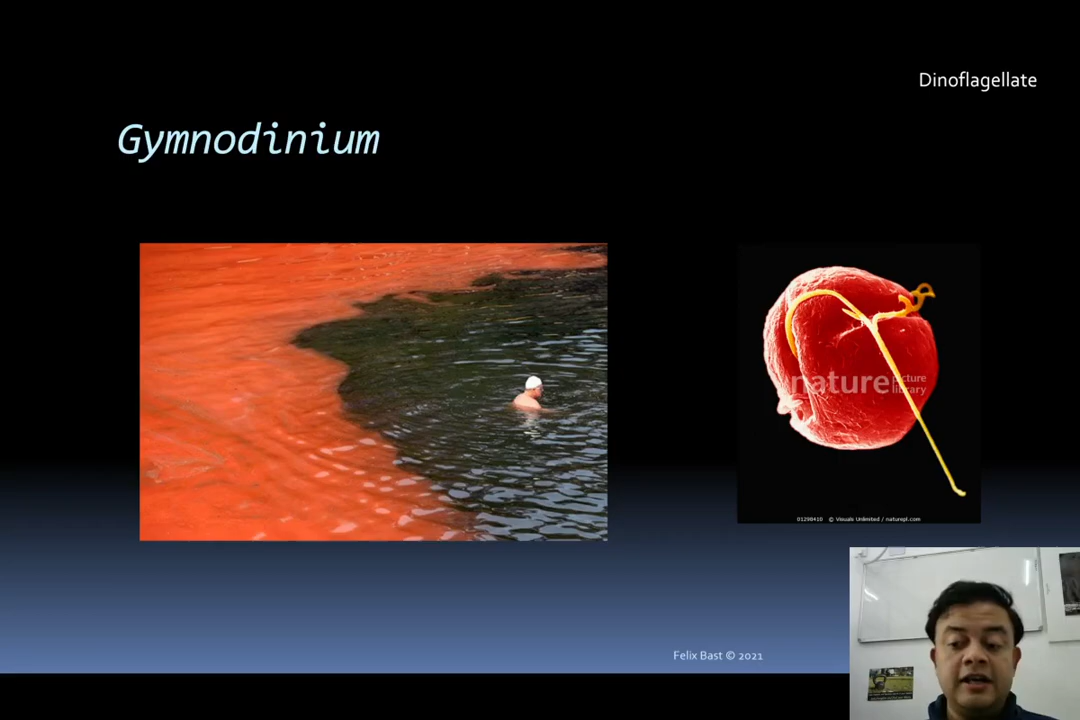 Dinoflagellate
Gymnodinium
nature picture library
01298410 © Visuals Unlimited / naturepl.com
Felix Bast © 2021